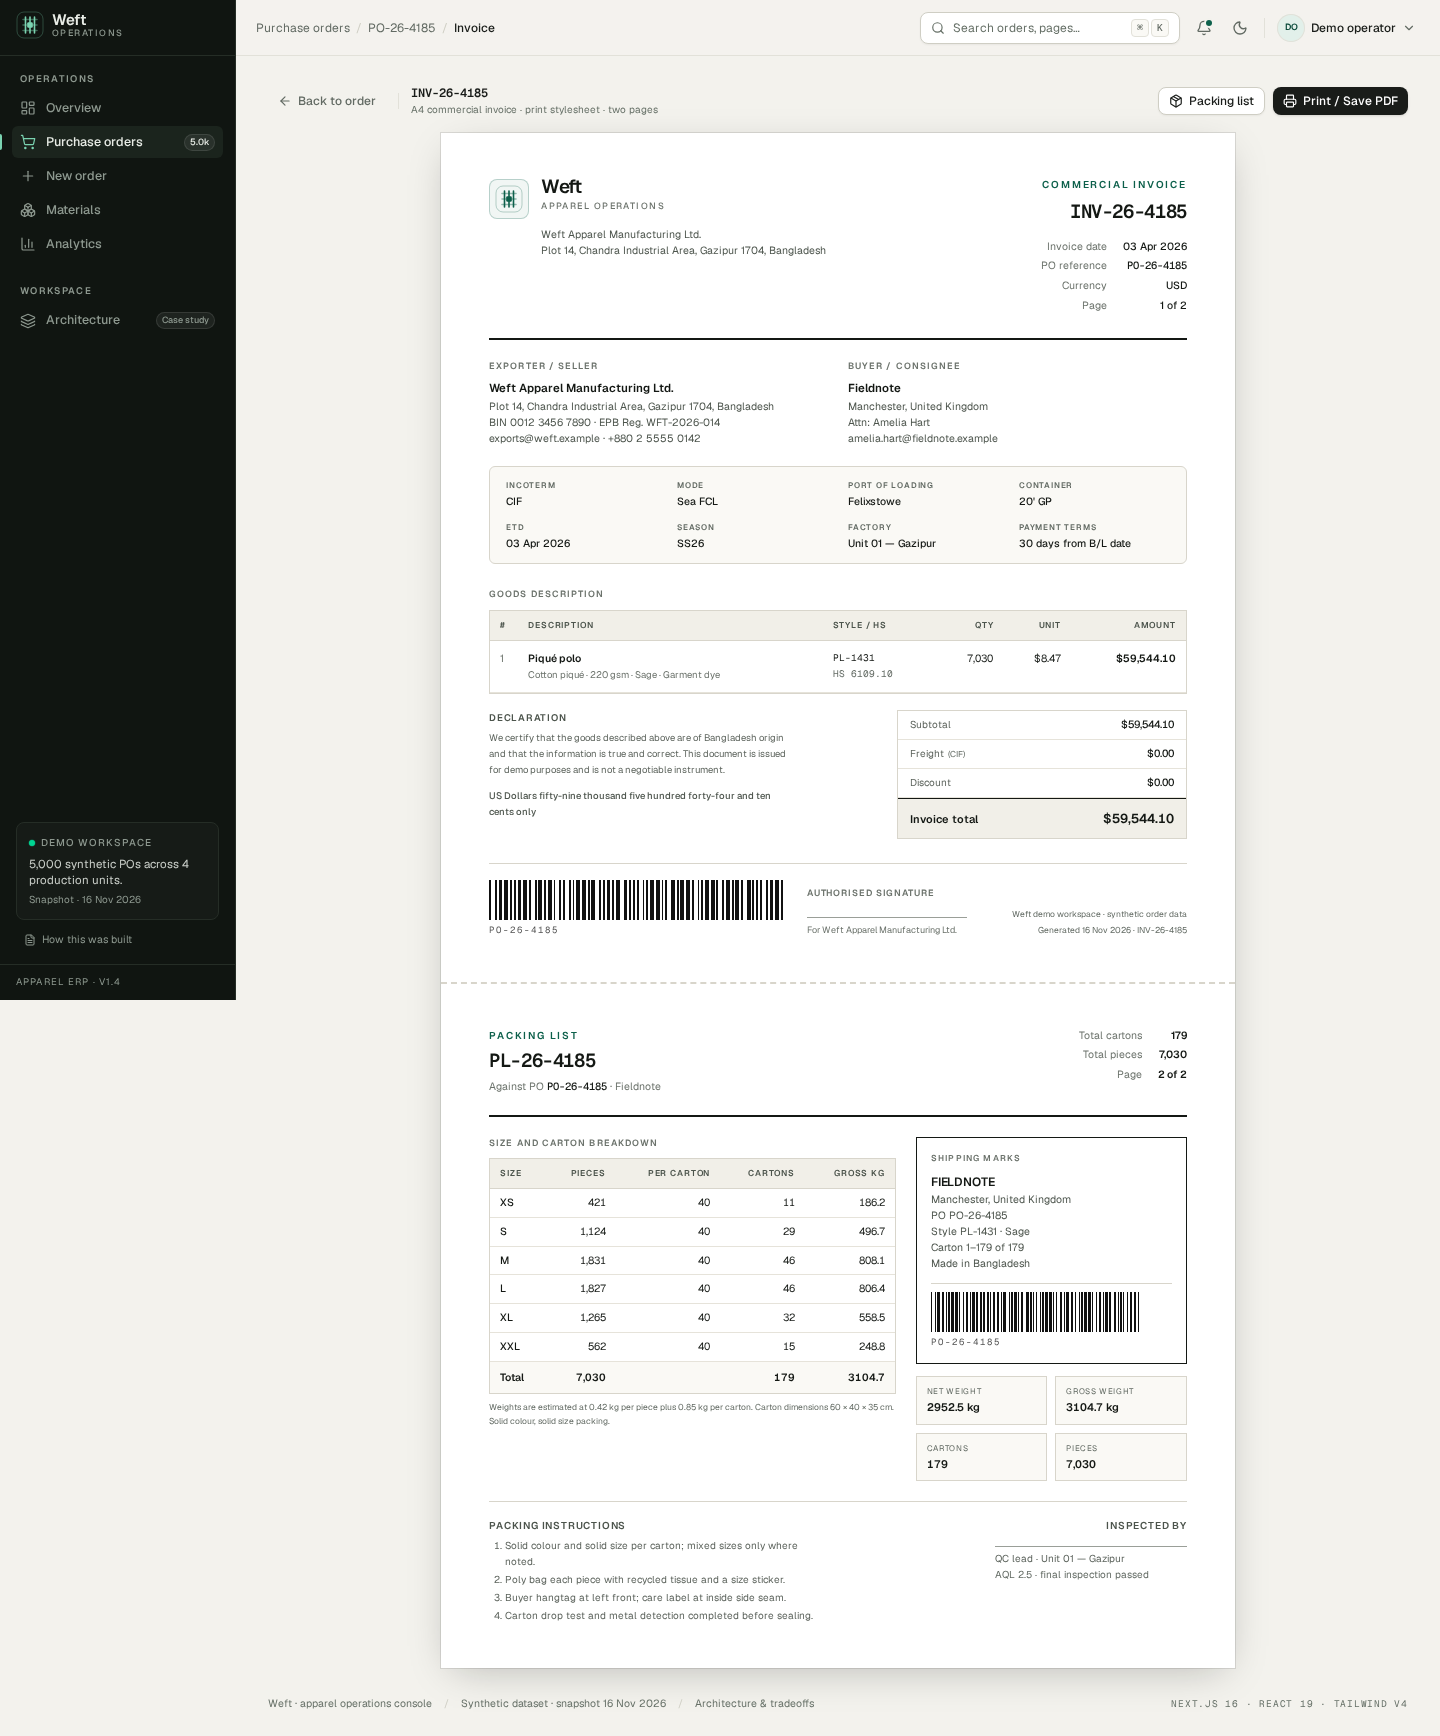 Weft
OPERATIONS
OPERATIONS
Overview
Purchase orders 5.0k
New order
Materials
Analytics
WORKSPACE
Architecture Case study
DEMO WORKSPACE
5,000 synthetic POs across 4
production units.
Snapshot · 16 Nov 2026
How this was built
APPAREL ERP · V1.4
Purchase orders / PO-26-4185 / Invoice
Search orders, pages... ⌘ K
DO Demo operator
Back to order
INV-26-4185
A4 commercial invoice · print stylesheet · two pages
Packing list
Print / Save PDF
Weft
APPAREL OPERATIONS
Weft Apparel Manufacturing Ltd.
Plot 14, Chandra Industrial Area, Gazipur 1704, Bangladesh
COMMERCIAL INVOICE
INV-26-4185
Invoice date 03 Apr 2026
PO reference PO-26-4185
Currency USD
Page 1 of 2
EXPORTER / SELLER
Weft Apparel Manufacturing Ltd.
Plot 14, Chandra Industrial Area, Gazipur 1704, Bangladesh
BIN 0012 3456 7890 · EPB Reg. WFT-2026-014
exports@weft.example · +880 2 5555 0142
BUYER / CONSIGNEE
Fieldnote
Manchester, United Kingdom
Attn: Amelia Hart
amelia.hart@fieldnote.example
INCOTERM MODE PORT OF LOADING CONTAINER
CIF Sea FCL Felixstowe 20' GP
ETD SEASON FACTORY PAYMENT TERMS
03 Apr 2026 SS26 Unit 01 — Gazipur 30 days from B/L date
GOODS DESCRIPTION
# DESCRIPTION STYLE / HS QTY UNIT AMOUNT
1 Piqué polo PL-1431 7,030 $8.47 $59,544.10
Cotton piqué · 220 gsm · Sage · Garment dye HS 6109.10
DECLARATION
We certify that the goods described above are of Bangladesh origin
and that the information is true and correct. This document is issued
for demo purposes and is not a negotiable instrument.
US Dollars fifty-nine thousand five hundred forty-four and ten
cents only
Subtotal $59,544.10
Freight (CIF) $0.00
Discount $0.00
Invoice total $59,544.10
PO-26-4185
AUTHORISED SIGNATURE
For Weft Apparel Manufacturing Ltd.
Weft demo workspace · synthetic order data
Generated 16 Nov 2026 · INV-26-4185
PACKING LIST
PL-26-4185
Against PO PO-26-4185 · Fieldnote
Total cartons 179
Total pieces 7,030
Page 2 of 2
SIZE AND CARTON BREAKDOWN
SIZE PIECES PER CARTON CARTONS GROSS KG
XS 421 40 11 186.2
S 1,124 40 29 496.7
M 1,831 40 46 808.1
L 1,827 40 46 806.4
XL 1,265 40 32 558.5
XXL 562 40 15 248.8
Total 7,030 179 3104.7
Weights are estimated at 0.42 kg per piece plus 0.85 kg per carton. Carton dimensions 60 × 40 × 35 cm.
Solid colour, solid size packing.
SHIPPING MARKS
FIELDNOTE
Manchester, United Kingdom
PO PO-26-4185
Style PL-1431 · Sage
Carton 1–179 of 179
Made in Bangladesh
PO-26-4185
NET WEIGHT GROSS WEIGHT
2952.5 kg 3104.7 kg
CARTONS PIECES
179 7,030
PACKING INSTRUCTIONS
1. Solid colour and solid size per carton; mixed sizes only where
noted.
2. Poly bag each piece with recycled tissue and a size sticker.
3. Buyer hangtag at left front; care label at inside side seam.
4. Carton drop test and metal detection completed before sealing.
INSPECTED BY
QC lead · Unit 01 — Gazipur
AQL 2.5 · final inspection passed
Weft · apparel operations console / Synthetic dataset · snapshot 16 Nov 2026 / Architecture & tradeoffs
NEXT.JS 16 · REACT 19 · TAILWIND V4